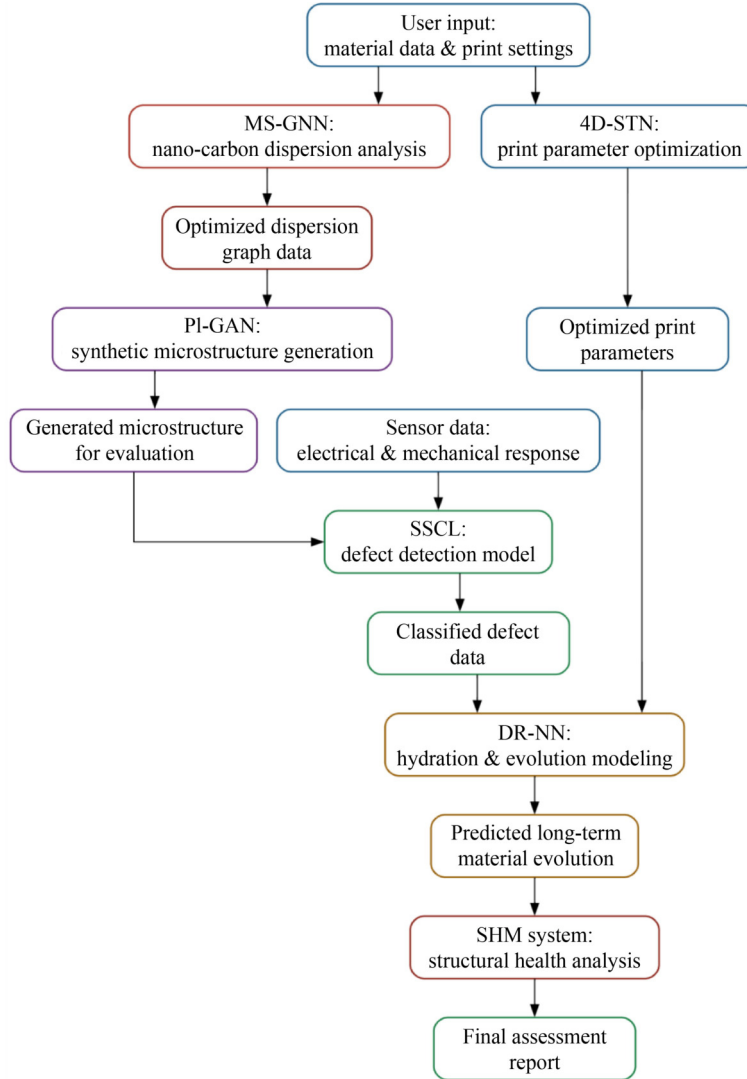 User input:
material data & print settings
MS-GNN:
nano-carbon dispersion analysis
4D-STN:
print parameter optimization
Optimized dispersion
graph data
Pl-GAN:
synthetic microstructure generation
Optimized print
parameters
Generated microstructure
for evaluation
Sensor data:
electrical & mechanical response
SSCL:
defect detection model
Classified defect
data
DR-NN:
hydration & evolution modeling
Predicted long-term
material evolution
SHM system:
structural health analysis
Final assessment
report